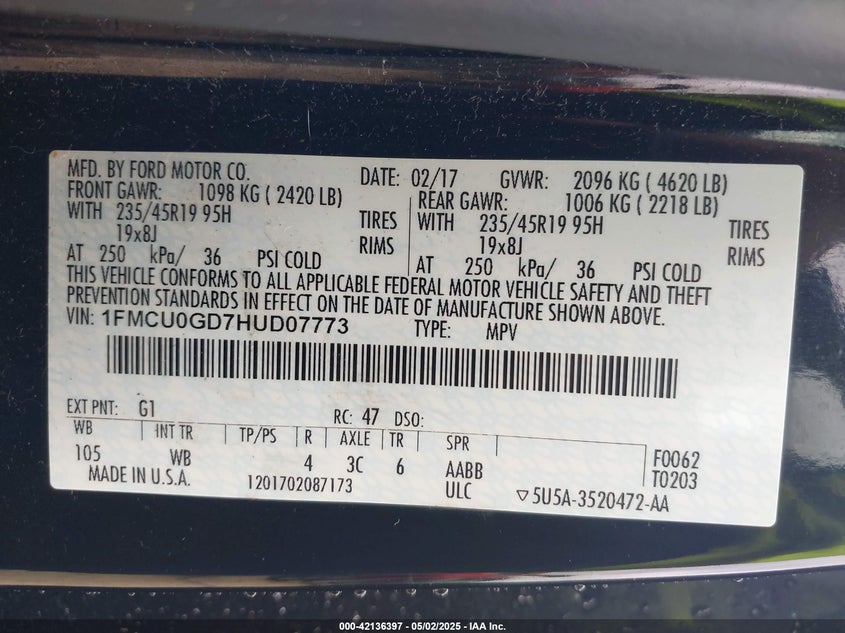 MFD. BY FORD MOTOR CO. DATE: 02/17 GVWR: 2096 KG ( 4620 LB)
FRONT GAWR: 1098 KG ( 2420 LB) REAR GAWR: 1006 KG ( 2218 LB)
WITH 235/45R19 95H TIRES WITH 235/45R19 95H TIRES
19x8J RIMS 19x8J RIMS
AT 250 kPa/ 36 PSI COLD AT 250 kPa/ 36 PSI COLD
THIS VEHICLE CONFORMS TO ALL APPLICABLE FEDERAL MOTOR VEHICLE SAFETY AND THEFT
PREVENTION STANDARDS IN EFFECT ON THE DATE OF MANUFACTURE SHOWN ABOVE.
VIN: 1FMCU0GD7HUD07773 TYPE: MPV
EXT PNT: G1 RC: 47 DSO:
WB INT TR TP/PS R AXLE TR SPR
105 WB 4 3C 6 AABB F0062
MADE IN U.S.A. 1201702087173 ULC ▽5U5A-3520472-AA T0203
000-42136397 - 05/02/2025 - IAA Inc.